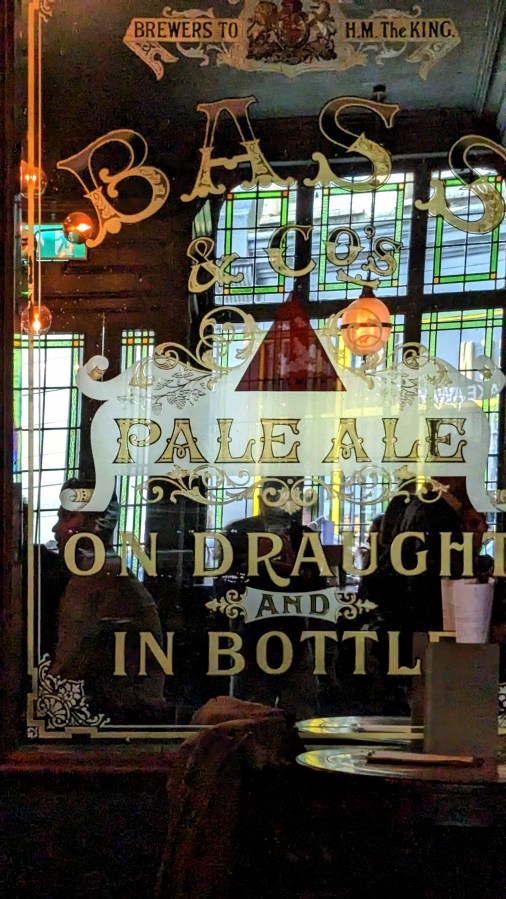 BREWERS TO H.M. The KING.
BASS
& CO's
PALE ALE
ON DRAUGHT
AND
IN BOTTLE